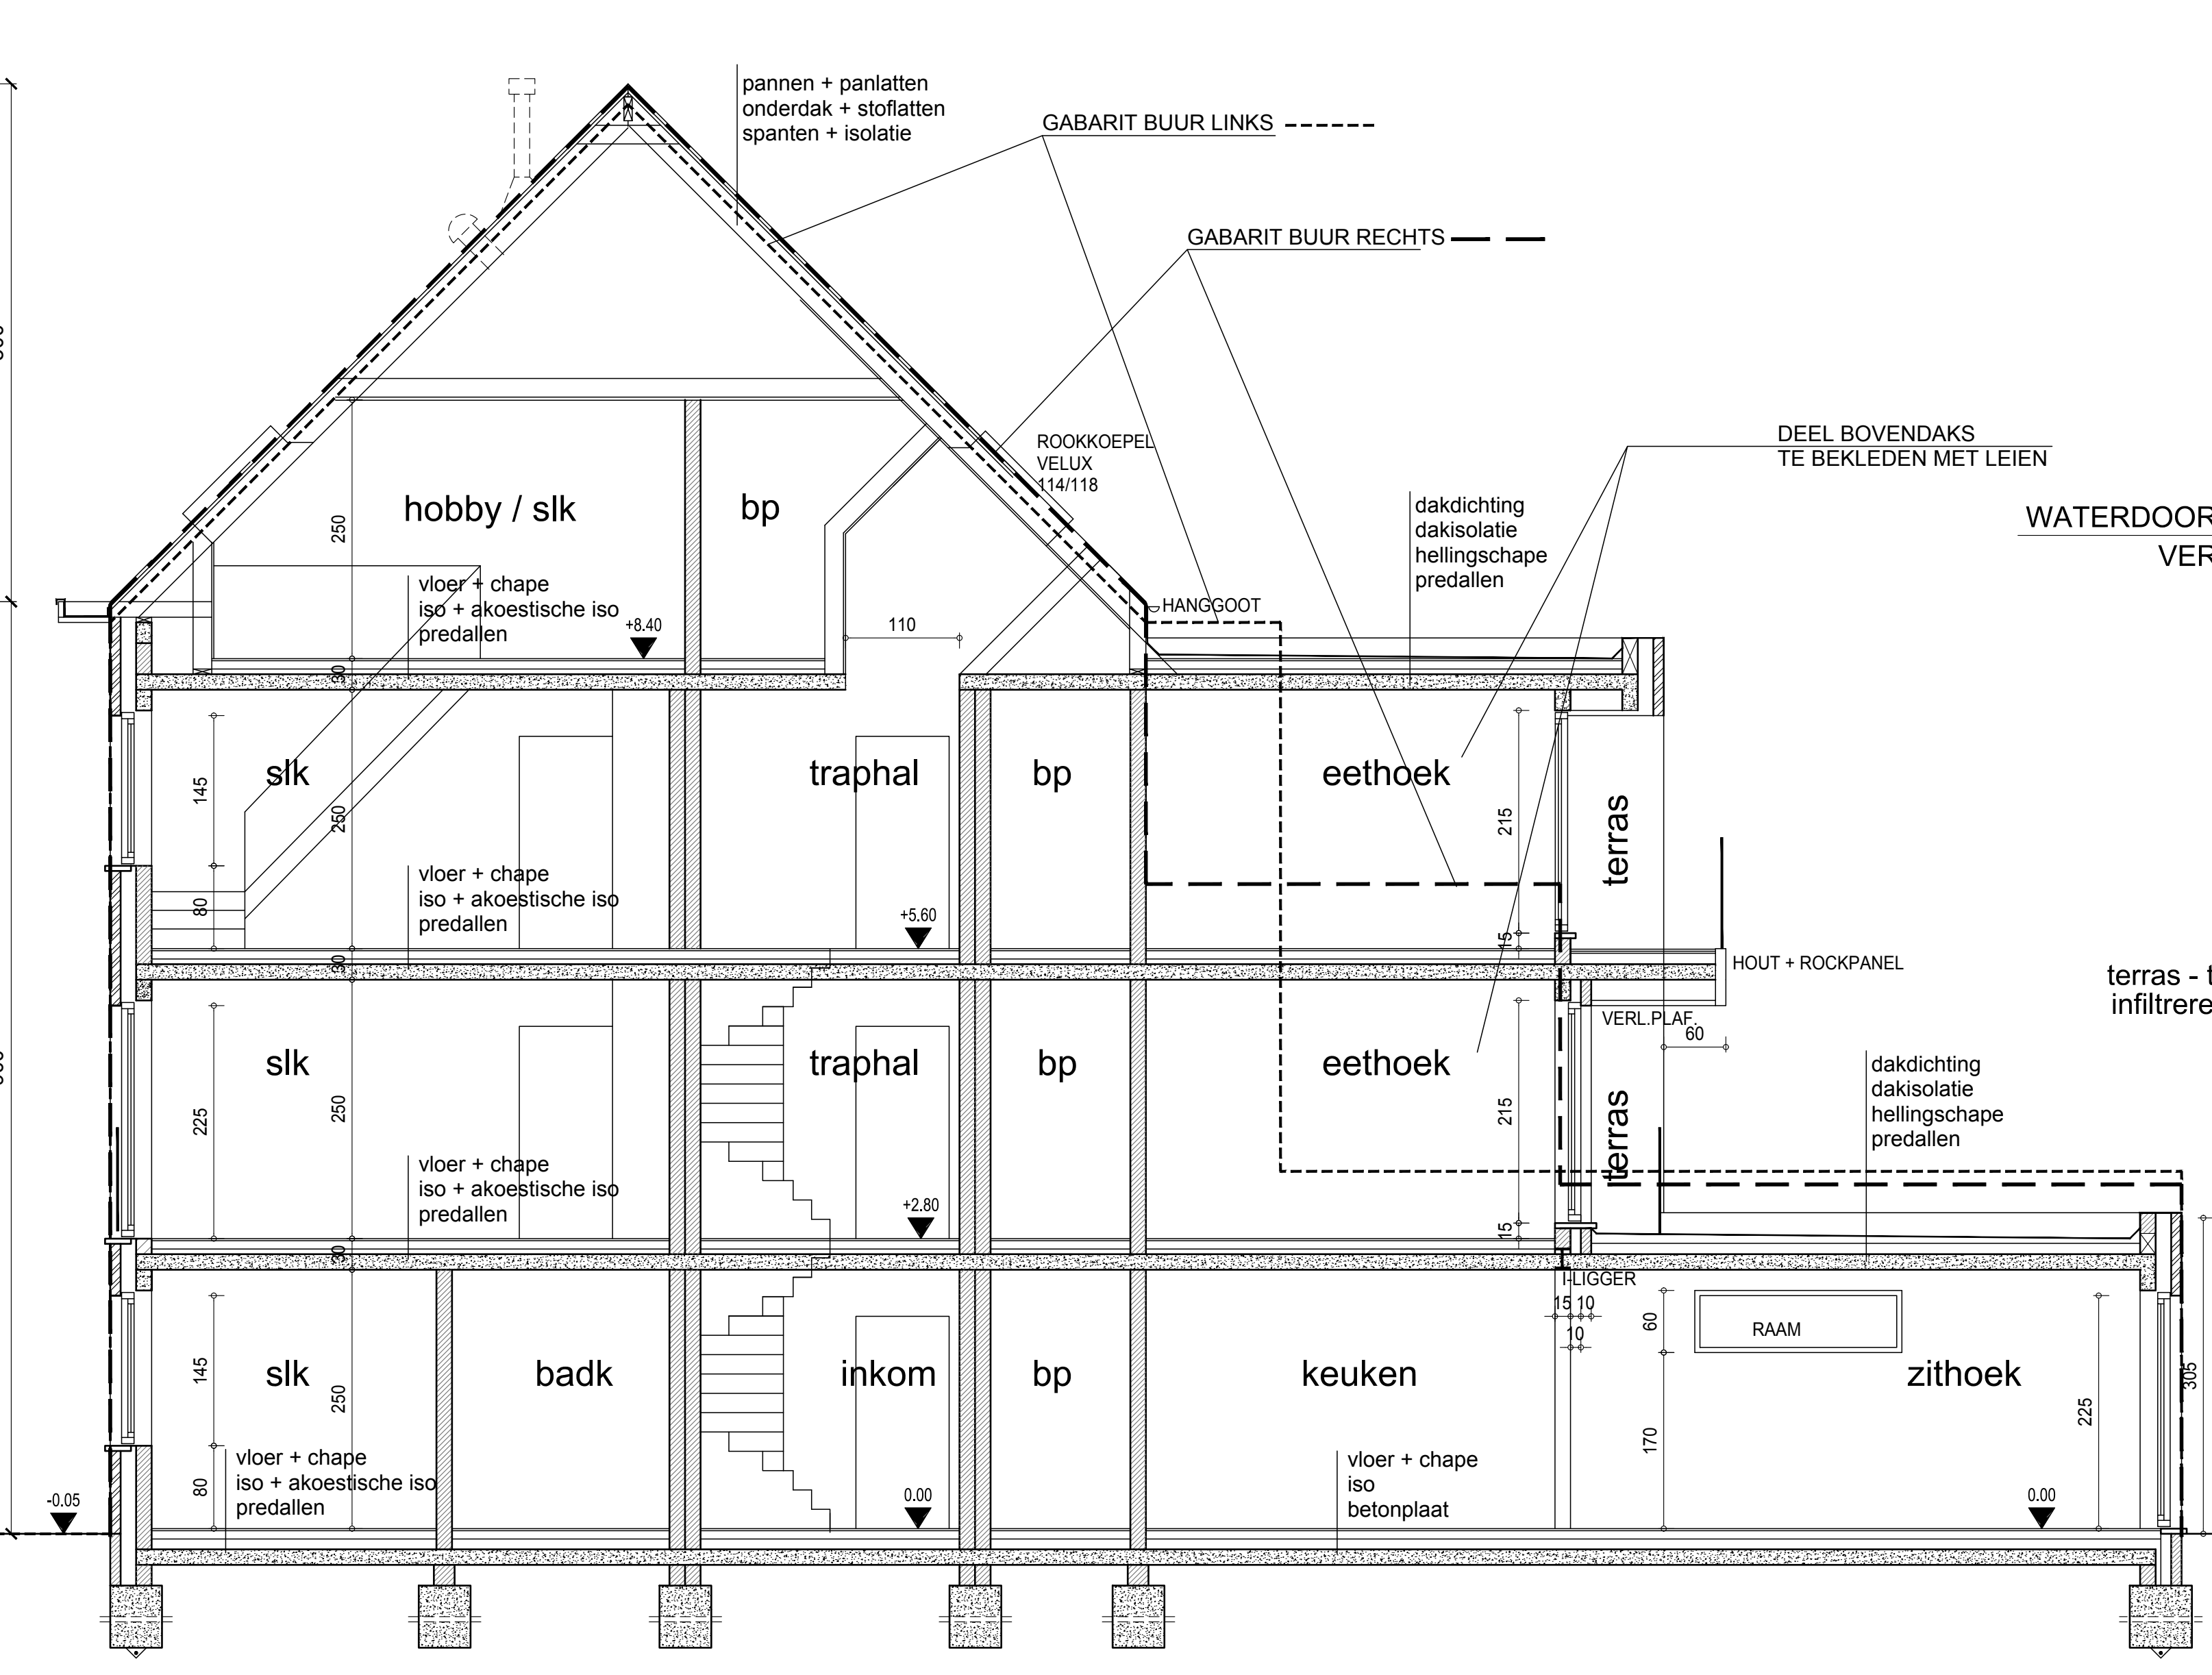 pannen + panlatten
onderdak + stoflatten
spanten + isolatie
GABARIT BUUR LINKS
GABARIT BUUR RECHTS
DEEL BOVENDAKS
TE BEKLEDEN MET LEIEN
ROOKKOEPEL
VELUX
114/118
dakdichting
dakisolatie
hellingschape
predallen
WATERDOOR
VER
hobby / slk
bp
250
vloer + chape
iso + akoestische iso
predallen
+8.40
110
HANGGOOT
30
slk
traphal
bp
eethoek
terras
145
250
215
80
vloer + chape
iso + akoestische iso
predallen
+5.60
15
30
HOUT + ROCKPANEL
terras - t
infiltrere
VERL.PLAF.
60
slk
traphal
bp
eethoek
terras
225
250
215
dakdichting
dakisolatie
hellingschape
predallen
vloer + chape
iso + akoestische iso
predallen
+2.80
15
30
I-LIGGER
15 10
10
60
RAAM
slk
badk
inkom
bp
keuken
zithoek
145
250
170
225
305
80
vloer + chape
iso + akoestische iso
predallen
vloer + chape
iso
betonplaat
-0.05
0.00
0.00